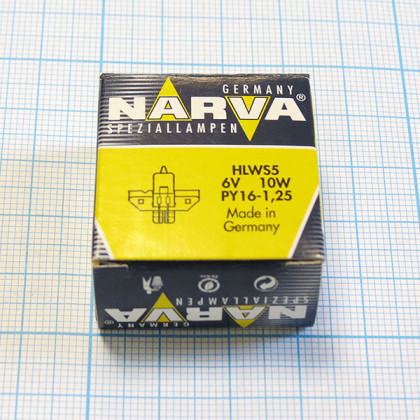 GERMANY
NARVA®
SPEZIALLAMPEN
HLWS5
6V 10W
PY16-1,25
Made in
Germany
SPEZIALLAMPEN
NARVA®
GERMANY